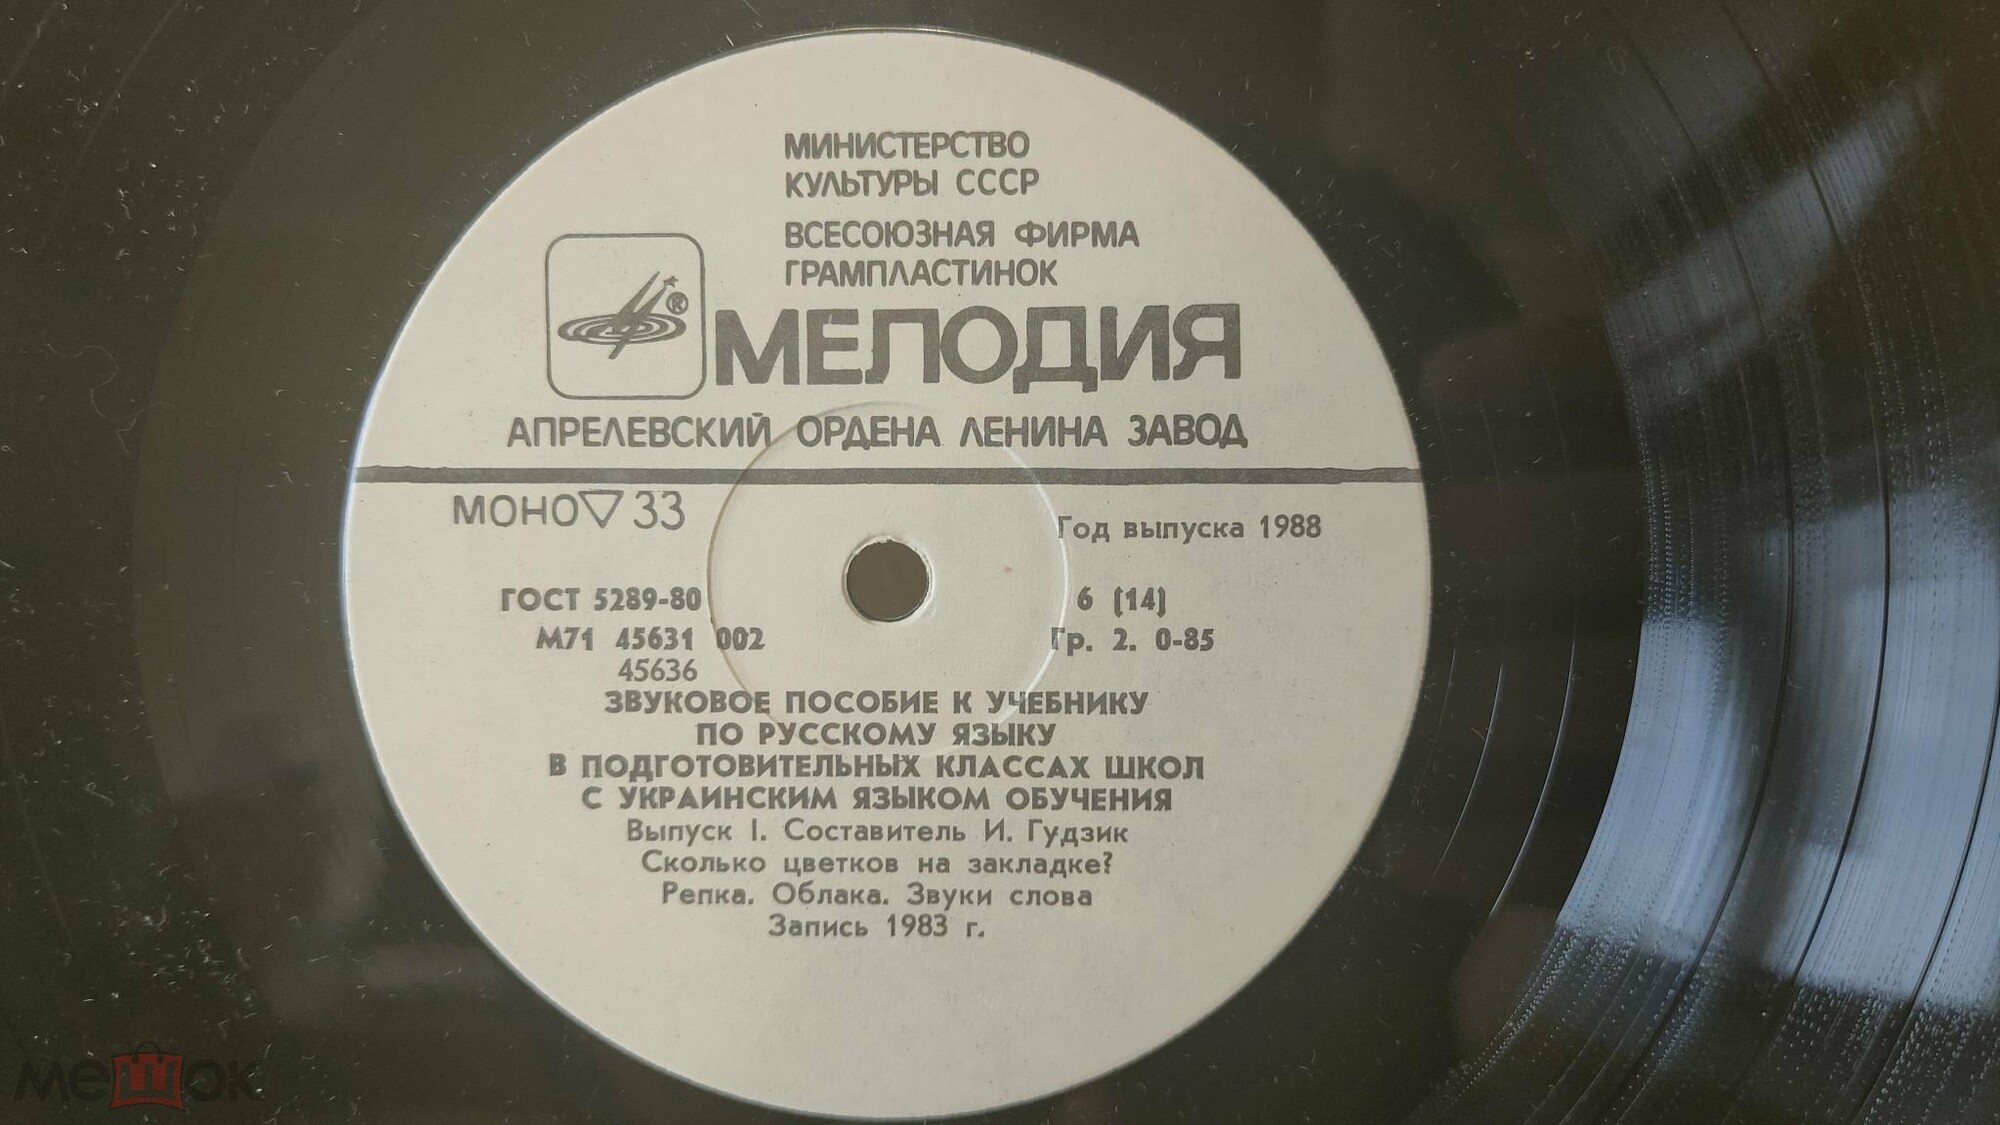 МИНИСТЕРСТВО
КУЛЬТУРЫ СССР
ВСЕСОЮЗНАЯ ФИРМА
ГРАМПЛАСТИНОК
®
МЕЛОДИЯ
АПРЕЛЕВСКИЙ ОРДЕНА ЛЕНИНА ЗАВОД
МОНО▽33
Год выпуска 1988
ГОСТ 5289-80
6 (14)
М71 45631 002
Гр. 2. 0-85
45636
ЗВУКОВОЕ ПОСОБИЕ К УЧЕБНИКУ
ПО РУССКОМУ ЯЗЫКУ
В ПОДГОТОВИТЕЛЬНЫХ КЛАССАХ ШКОЛ
С УКРАИНСКИМ ЯЗЫКОМ ОБУЧЕНИЯ
Выпуск I. Составитель И. Гудзик
Сколько цветков на закладке?
Репка. Облака. Звуки слова
Запись 1983 г.
мешок